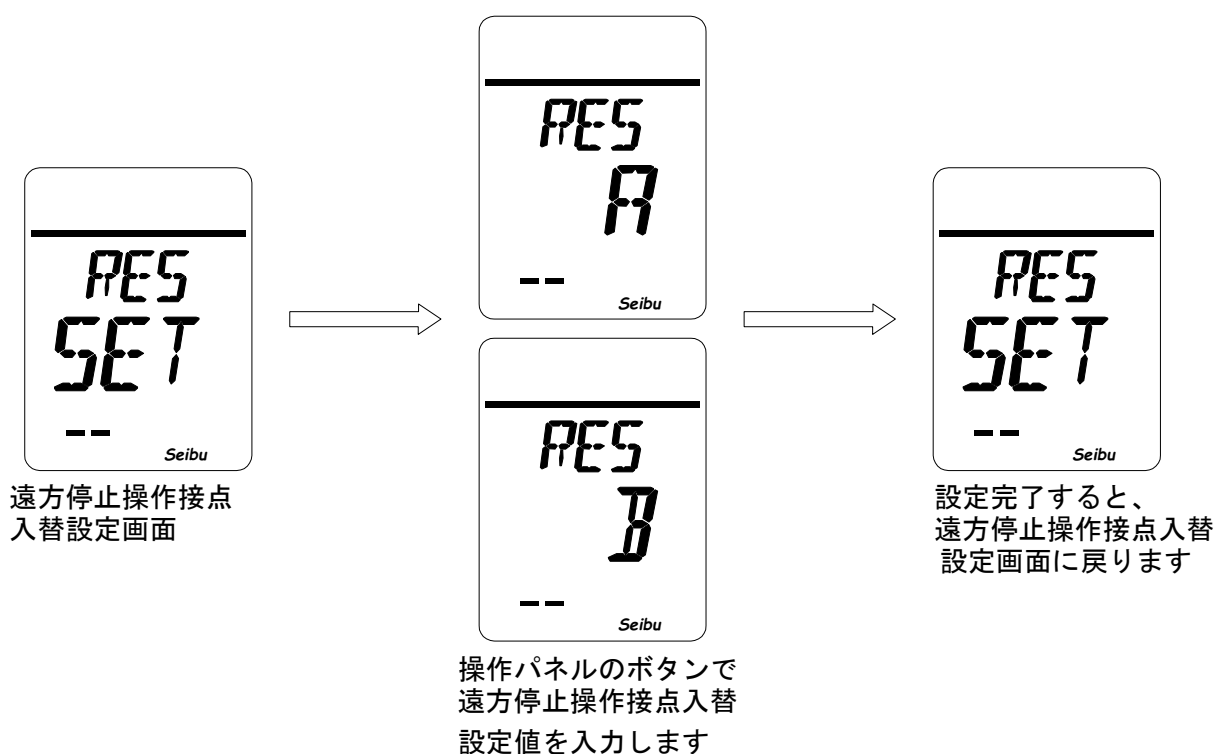 RES
SET
--
Seibu
遠方停止操作接点
入替設定画面
RES
A
--
Seibu
RES
B
--
Seibu
操作パネルのボタンで
遠方停止操作接点入替
設定値を入力します
RES
SET
--
Seibu
設定完了すると、
遠方停止操作接点入替
設定画面に戻ります